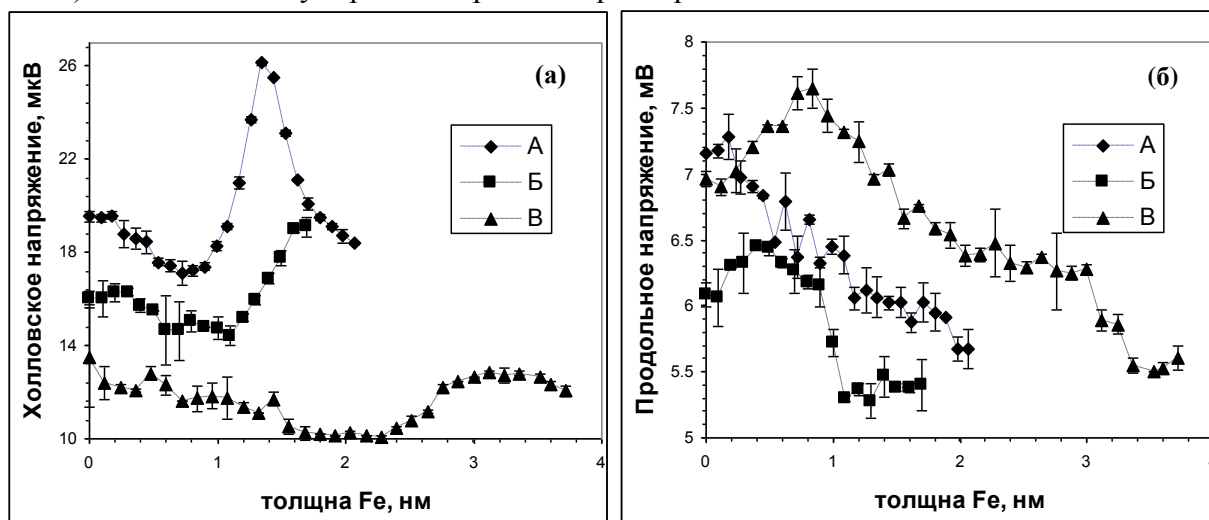 (а)
Холловское напряжение, мкВ
26
22
18
14
10
0 1 2 3 4
толщна Fe, нм
А
Б
В
(б)
Продольное напряжение, мВ
8
7.5
7
6.5
6
5.5
5
0 1 2 3 4
толщна Fe, нм
А
Б
В